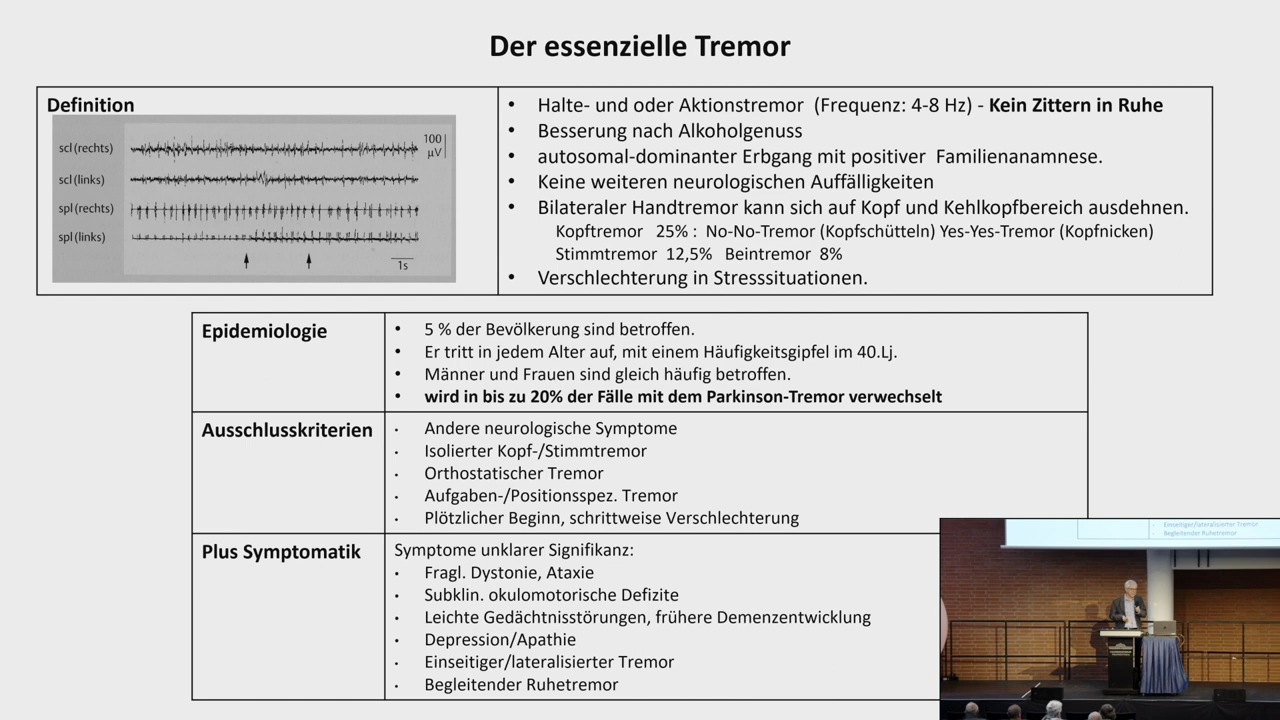 Der essenzielle Tremor
Definition
scl (rechts)
100
µV
scl (links)
spl (rechts)
spl (links)
1s
• Halte- und oder Aktionstremor (Frequenz: 4-8 Hz) - Kein Zittern in Ruhe
• Besserung nach Alkoholgenuss
• autosomal-dominanter Erbgang mit positiver Familienanamnese.
• Keine weiteren neurologischen Auffälligkeiten
• Bilateraler Handtremor kann sich auf Kopf und Kehlkopfbereich ausdehnen.
Kopftremor 25% : No-No-Tremor (Kopfschütteln) Yes-Yes-Tremor (Kopfnicken)
Stimmtremor 12,5% Beintremor 8%
• Verschlechterung in Stresssituationen.
Epidemiologie
• 5 % der Bevölkerung sind betroffen.
• Er tritt in jedem Alter auf, mit einem Häufigkeitsgipfel im 40.Lj.
• Männer und Frauen sind gleich häufig betroffen.
• wird in bis zu 20% der Fälle mit dem Parkinson-Tremor verwechselt
Ausschlusskriterien
• Andere neurologische Symptome
• Isolierter Kopf-/Stimmtremor
• Orthostatischer Tremor
• Aufgaben-/Positionsspez. Tremor
• Plötzlicher Beginn, schrittweise Verschlechterung
Plus Symptomatik
Symptome unklarer Signifikanz:
• Fragl. Dystonie, Ataxie
• Subklin. okulomotorische Defizite
• Leichte Gedächtnisstörungen, frühere Demenzentwicklung
• Depression/Apathie
• Einseitiger/lateralisierter Tremor
• Begleitender Ruhetremor
Einseitiger/lateralisierter Tremor
Begleitender Ruhetremor